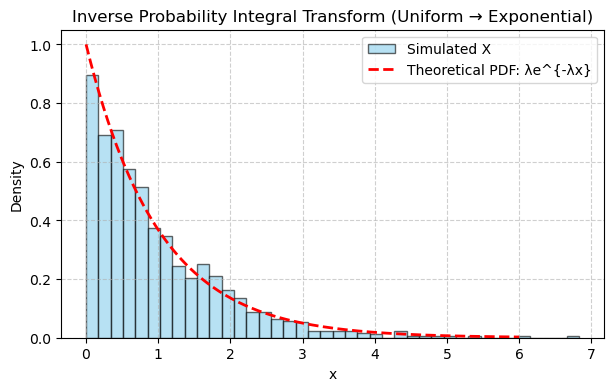 Inverse Probability Integral Transform (Uniform → Exponential)
Simulated X
Theoretical PDF: λe^{-λx}
Density
1.0
0.8
0.6
0.4
0.2
0.0
0 1 2 3 4 5 6 7
x